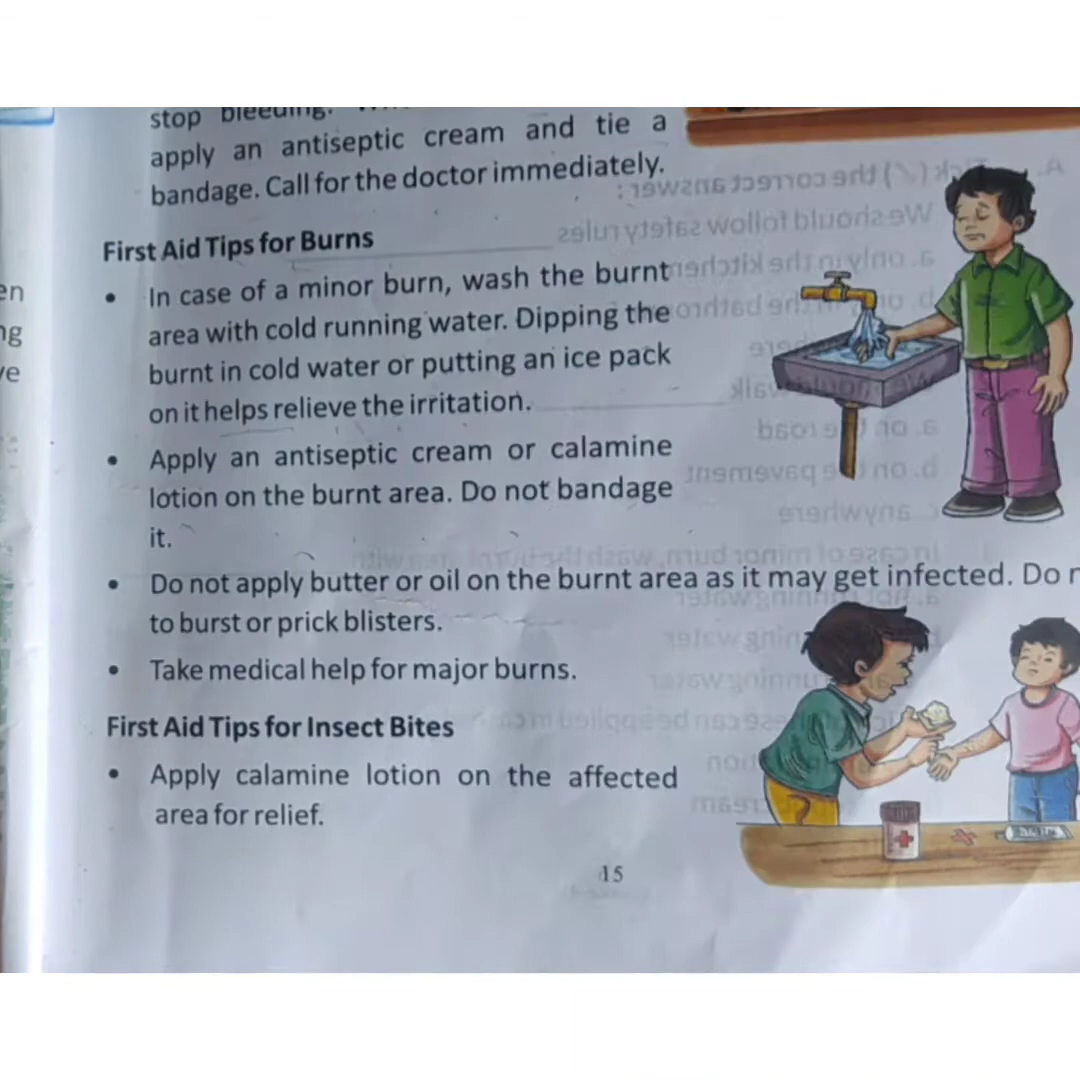 stop bleeding.
apply an antiseptic cream and tie a
bandage. Call for the doctor immediately.
First Aid Tips for Burns
• In case of a minor burn, wash the burnt
area with cold running water. Dipping the
burnt in cold water or putting an ice pack
on it helps relieve the irritation.
• Apply an antiseptic cream or calamine
lotion on the burnt area. Do not bandage
it.
• Do not apply butter or oil on the burnt area as it may get infected. Do
to burst or prick blisters.
• Take medical help for major burns.
First Aid Tips for Insect Bites
• Apply calamine lotion on the affected
area for relief.
15